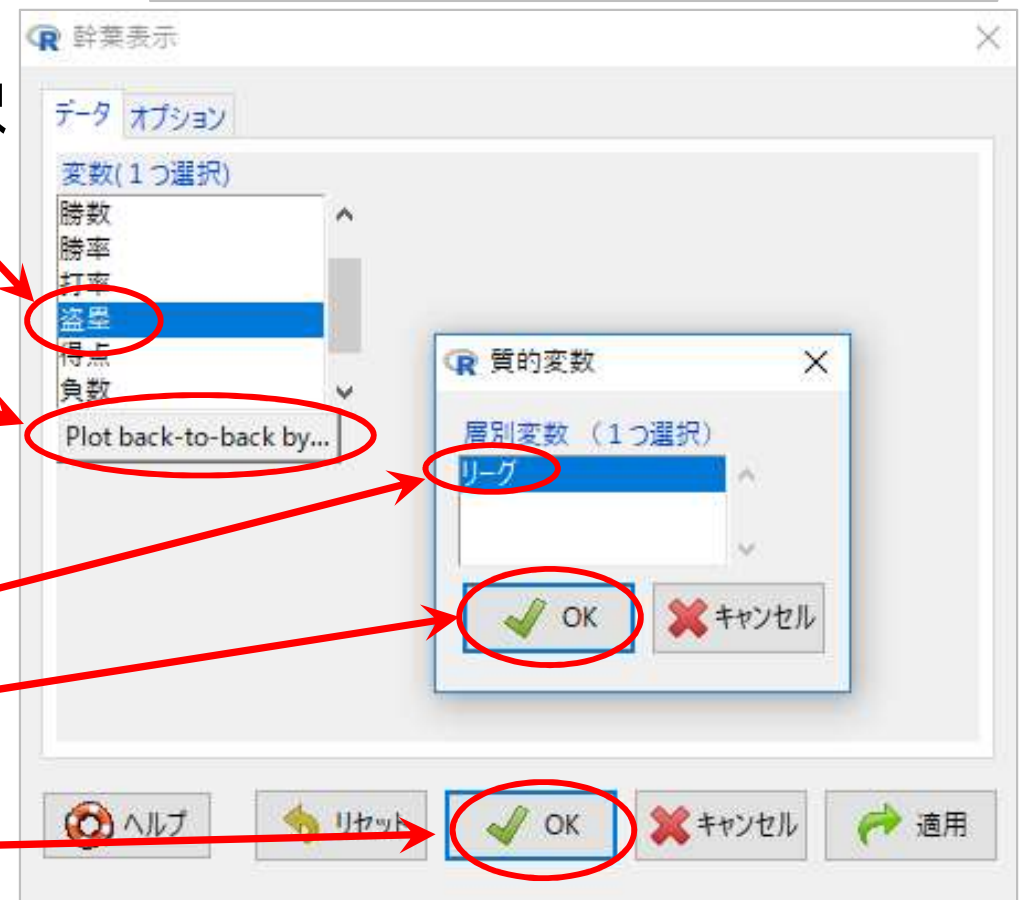 幹葉表示
データ オプション
変数(1つ選択)
勝数
勝率
打率
盗塁
得点
負数
Plot back-to-back by...
質的変数
層別変数 (1つ選択)
リーグ
OK キャンセル
ヘルプ リセット OK キャンセル 適用